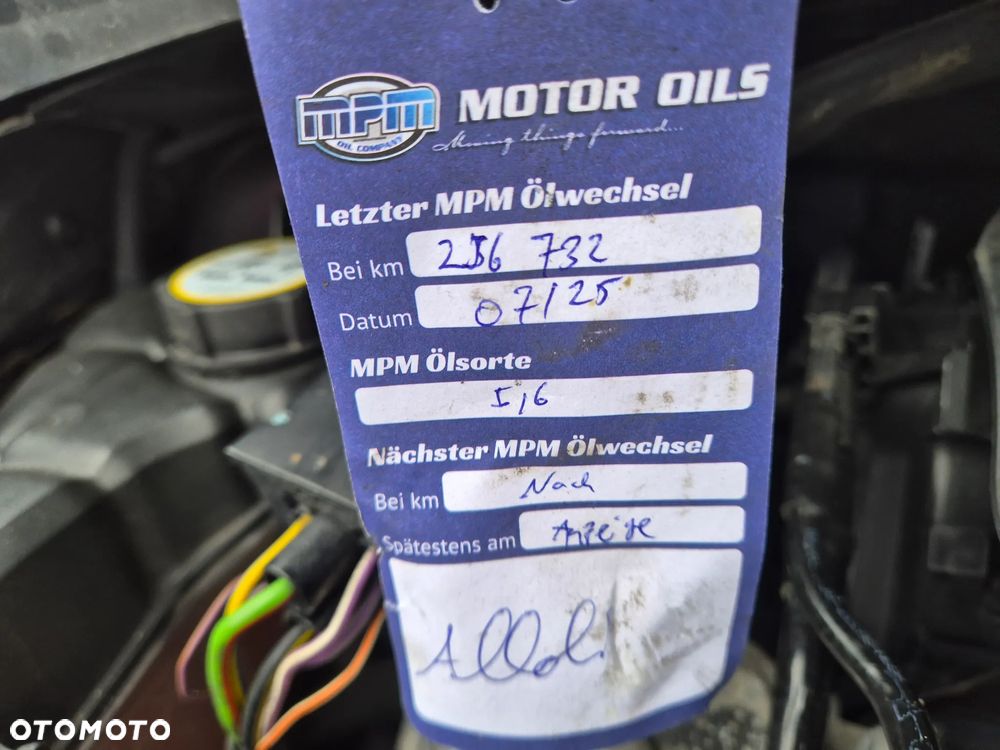 MPM MOTOR OILS
OIL COMPANY
Moving things forward...
Letzter MPM Ölwechsel
Bei km 256 732
Datum 07/25
MPM Ölsorte
5,6
Nächster MPM Ölwechsel
Bei km Nach
Spätestens am Anzeige
OTOMOTO